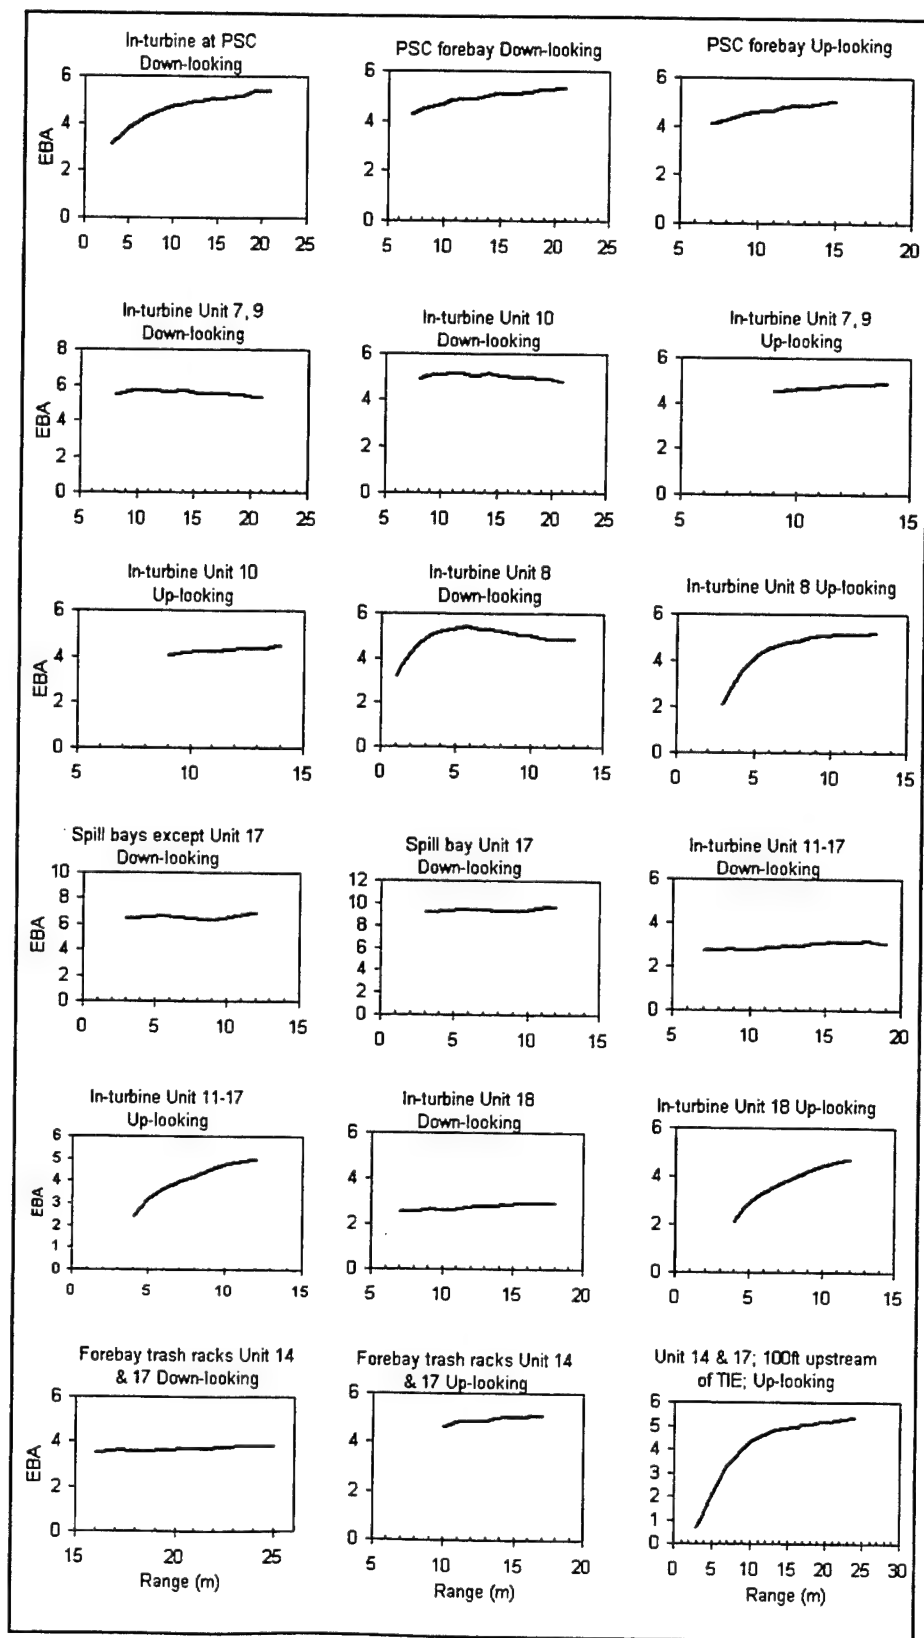 In-turbine at PSC
Down-looking
EBA
6
4
2
0
0 5 10 15 20 25
PSC forebay Down-looking
6
4
2
0
5 10 15 20 25
PSC forebay Up-looking
6
4
2
0
5 10 15 20
In-turbine Unit 7, 9
Down-looking
EBA
8
6
4
2
0
5 10 15 20 25
In-turbine Unit 10
Down-looking
6
4
2
0
5 10 15 20 25
In-turbine Unit 7, 9
Up-looking
6
4
2
0
5 10 15
In-turbine Unit 10
Up-looking
EBA
6
4
2
0
5 10 15
In-turbine Unit 8
Down-looking
6
4
2
0
0 5 10 15
In-turbine Unit 8 Up-looking
6
4
2
0
0 5 10 15
Spill bays except Unit 17
Down-looking
EBA
10
8
6
4
2
0
0 5 10 15
Spill bay Unit 17
Down-looking
12
10
8
6
4
2
0
0 5 10 15
In-turbine Unit 11-17
Down-looking
6
4
2
0
5 10 15 20
In-turbine Unit 11-17
Up-looking
EBA
6
5
4
3
2
1
0
0 5 10 15
In-turbine Unit 18
Down-looking
6
4
2
0
5 10 15 20
In-turbine Unit 18 Up-looking
6
4
2
0
0 5 10 15
Forebay trash racks Unit 14
& 17 Down-looking
EBA
6
4
2
0
15 20 25
Range (m)
Forebay trash racks Unit 14
& 17 Up-looking
6
4
2
0
5 10 15 20
Range (m)
Unit 14 & 17; 100ft upstream
of TIE; Up-looking
6
5
4
3
2
1
0
0 5 10 15 20 25 30
Range (m)